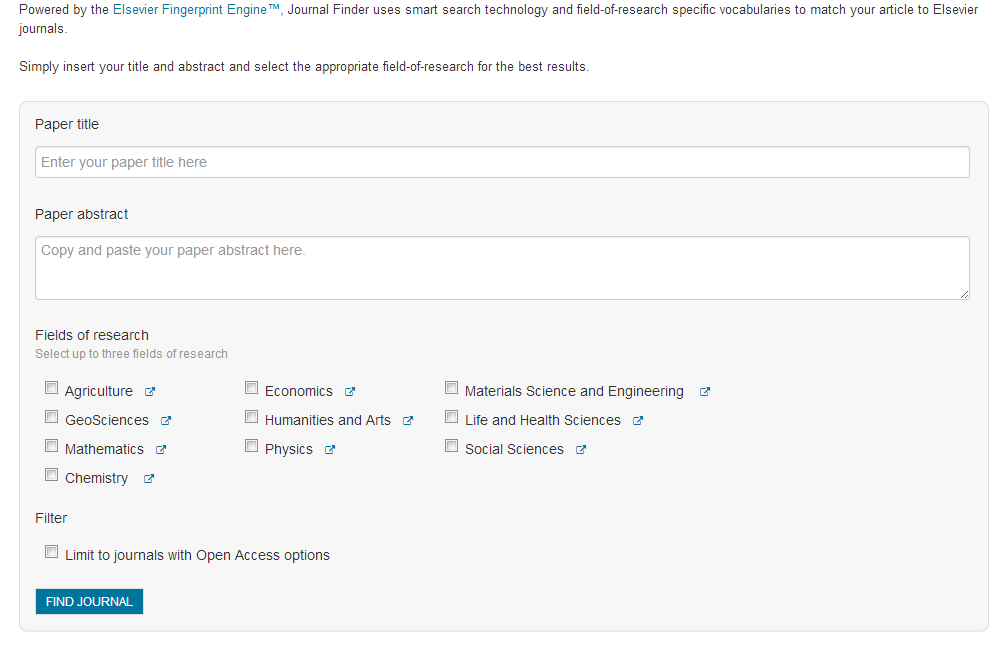 Powered by the Elsevier Fingerprint Engine™, Journal Finder uses smart search technology and field-of-research specific vocabularies to match your article to Elsevier
journals.
Simply insert your title and abstract and select the appropriate field-of-research for the best results.
Paper title
Enter your paper title here
Paper abstract
Copy and paste your paper abstract here.
Fields of research
Select up to three fields of research
Agriculture Economics Materials Science and Engineering
GeoSciences Humanities and Arts Life and Health Sciences
Mathematics Physics Social Sciences
Chemistry
Filter
Limit to journals with Open Access options
FIND JOURNAL